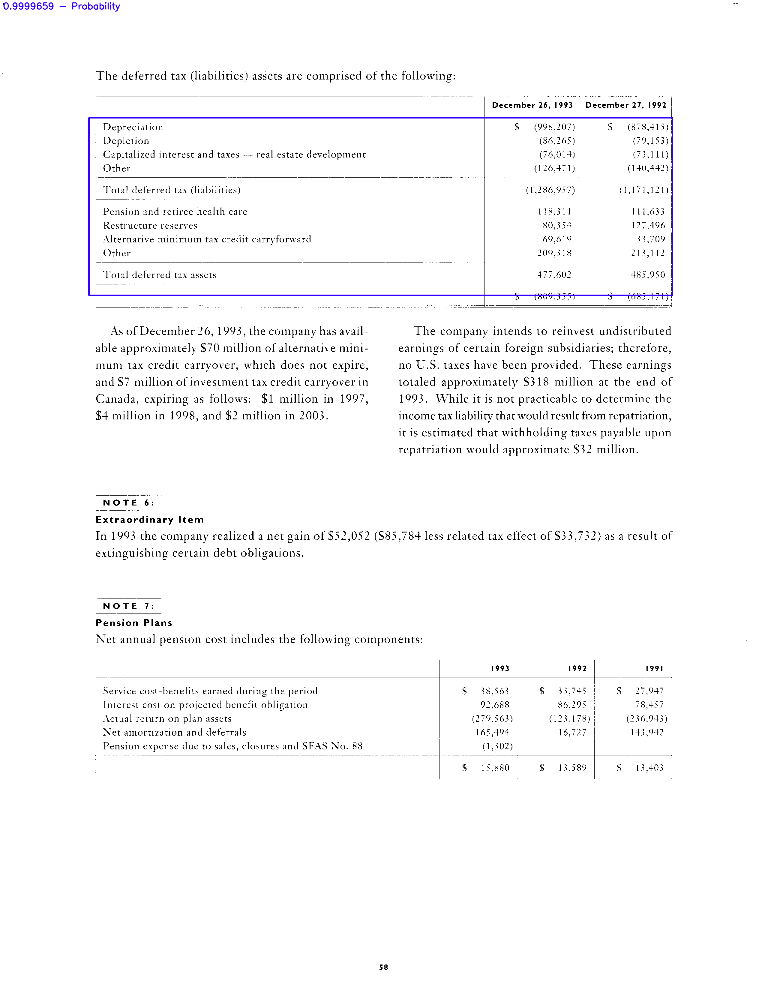 0.9999659 – Probability
The deferred tax (liabilities) assets are comprised of the following:
December 26, 1993 December 27, 1992
Depreciation $ (998,207) $ (878,415)
Depletion (86,265) (79,153)
Capitalized interest and taxes — real estate development (76,014) (73,111)
Other (126,471) (140,442)
Total deferred tax (liabilities) (1,286,957) (1,171,121)
Pension and retiree health care 118,311 111,633
Restructure reserves 80,354 127,496
Alternative minimum tax credit carryforward 69,619 33,709
Other 209,318 213,112
Total deferred tax assets 477,602 485,950
$ (809,355) $ (685,171)
As of December 26, 1993, the company has avail-
able approximately $70 million of alternative mini-
mum tax credit carryover, which does not expire,
and $7 million of investment tax credit carryover in
Canada, expiring as follows: $1 million in 1997,
$4 million in 1998, and $2 million in 2003.
The company intends to reinvest undistributed
earnings of certain foreign subsidiaries; therefore,
no U.S. taxes have been provided. These earnings
totaled approximately $318 million at the end of
1993. While it is not practicable to determine the
income tax liability that would result from repatriation,
it is estimated that withholding taxes payable upon
repatriation would approximate $32 million.
NOTE 6:
Extraordinary Item
In 1993 the company realized a net gain of $52,052 ($85,784 less related tax effect of $33,732) as a result of
extinguishing certain debt obligations.
NOTE 7:
Pension Plans
Net annual pension cost includes the following components:
1993 1992 1991
Service cost-benefits earned during the period $ 38,563 $ 33,745 $ 27,947
Interest cost on projected benefit obligation 92,688 86,295 78,457
Actual return on plan assets (279,563) (123,178) (236,943)
Net amortization and deferrals 165,494 16,727 143,942
Pension expense due to sales, closures and SFAS No. 88 (1,302)
$ 15,880 $ 13,589 $ 13,403
58